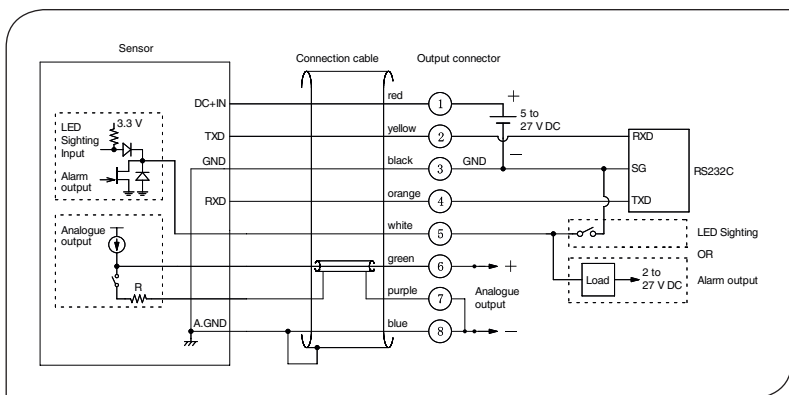 Sensor
Connection cable
Output connector
DC+IN
red
1
+
5 to
27 V DC
−
3.3 V
LED
Sighting
Input
Alarm
output
TXD
yellow
2
RXD
GND
black
3
GND
SG
RS232C
RXD
orange
4
TXD
white
5
LED Sighting
OR
Analogue
output
R
green
6
+
Load
2 to
27 V DC
Alarm output
purple
7
Analogue
output
A.GND
blue
8
−